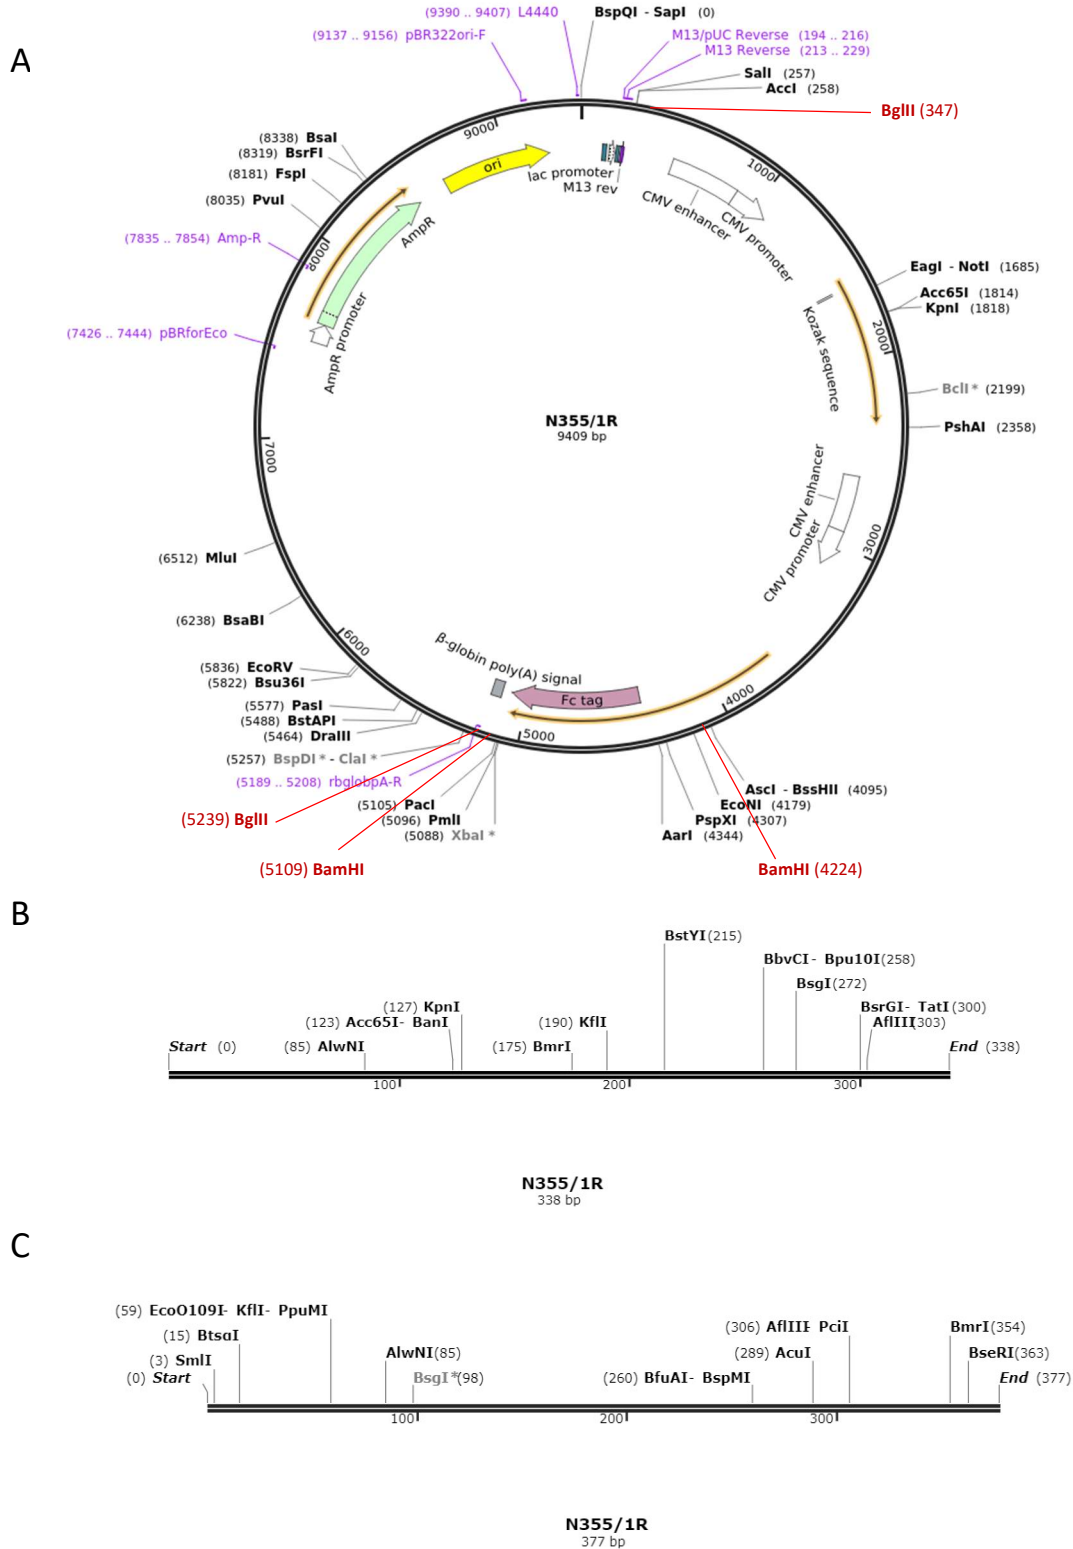 A
(9390 .. 9407) L4440
BspQI - SapI (0)
(9137 .. 9156) pBR322ori-F
M13/pUC Reverse (194 .. 216)
M13 Reverse (213 .. 229)
SalI (257)
AccI (258)
BglII (347)
(8338) BsaI
(8319) BsrFI
(8181) FspI
(8035) PvuI
(7835 .. 7854) Amp-R
(7426 .. 7444) pBRforEco
9000
1000
8000
2000
7000
3000
6000
4000
5000
ori
lac promoter
M13 rev
CMV enhancer
CMV promoter
AmpR
AmpR promoter
Kozak sequence
EagI - NotI (1685)
Acc65I (1814)
KpnI (1818)
BclI* (2199)
PshAI (2358)
N355/1R
9409 bp
CMV enhancer
CMV promoter
(6512) MluI
(6238) BsaBI
(5836) EcoRV
(5822) Bsu36I
(5577) PasI
(5488) BstAPI
(5464) DraIII
(5257) BspDI* - ClaI*
(5189 .. 5208) rbglobpA-R
β-globin poly(A) signal
Fc tag
(5105) PacI
(5096) PmlI
(5088) XbaI*
AscI - BssHII (4095)
EcoNI (4179)
PspXI (4307)
AarI (4344)
(5239) BglII
(5109) BamHI
BamHI (4224)
B
BstYI(215)
BbvCI- Bpu10I(258)
BsgI(272)
(127) KpnI
BsrGI- TatI(300)
(123) Acc65I- BanI
(190) KflI
AflIII(303)
Start (0)
(85) AlwNI
(175) BmrI
End (338)
100
200
300
N355/1R
338 bp
C
(59) EcoO109I- KflI- PpuMI
(306) AflIII- PciI
BmrI(354)
(15) BtsαI
AlwNI(85)
(289) AcuI
BseRI(363)
(3) SmlI
(0) Start
BsgI*(98)
(260) BfuAI- BspMI
End (377)
100
200
300
N355/1R
377 bp